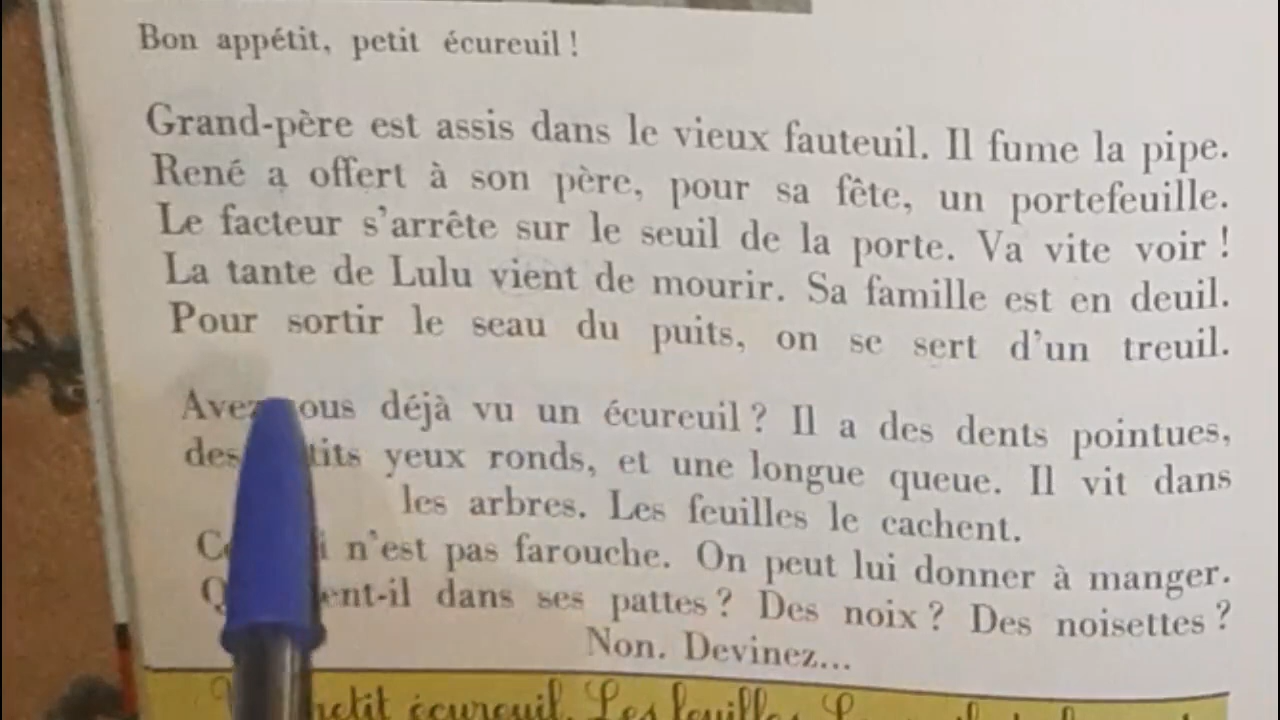 Bon appétit, petit écureuil !
Grand-père est assis dans le vieux fauteuil. Il fume la pipe.
René a offert à son père, pour sa fête, un portefeuille.
Le facteur s'arrête sur le seuil de la porte. Va vite voir !
La tante de Lulu vient de mourir. Sa famille est en deuil.
Pour sortir le seau du puits, on se sert d'un treuil.
déjà vu un écureuil ? Il a des dents pointues,
des yeux ronds, et une longue queue. Il vit dans
les arbres. Les feuilles le cachent.
n'est pas farouche. On peut lui donner à manger.
dans ses pattes ? Des noix ? Des noisettes ?
Non. Devinez...
petit écureuil. Les feuilles.